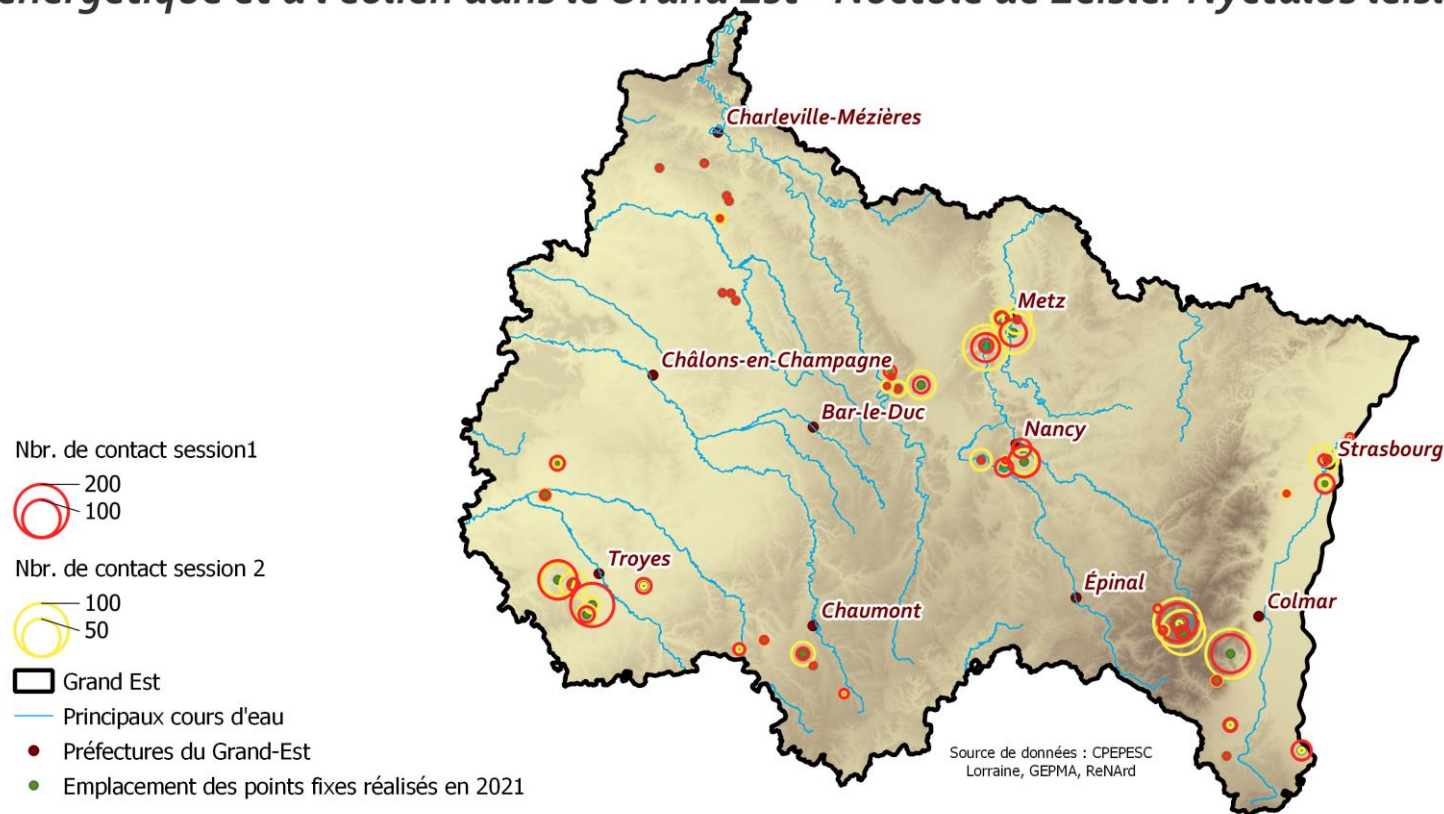 énergétique et à l'éolien dans le Grand Est - Noctule de Leisler Nyctalus leisl
Charleville-Mézières
Metz
Châlons-en-Champagne
Bar-le-Duc
Nancy
Strasbourg
Troyes
Chaumont
Épinal
Colmar
Nbr. de contact session1
200
100
Nbr. de contact session 2
100
50
Grand Est
Principaux cours d'eau
Préfectures du Grand-Est
Emplacement des points fixes réalisés en 2021
Source de données : CPEPESC
Lorraine, GEPMA, ReNArd